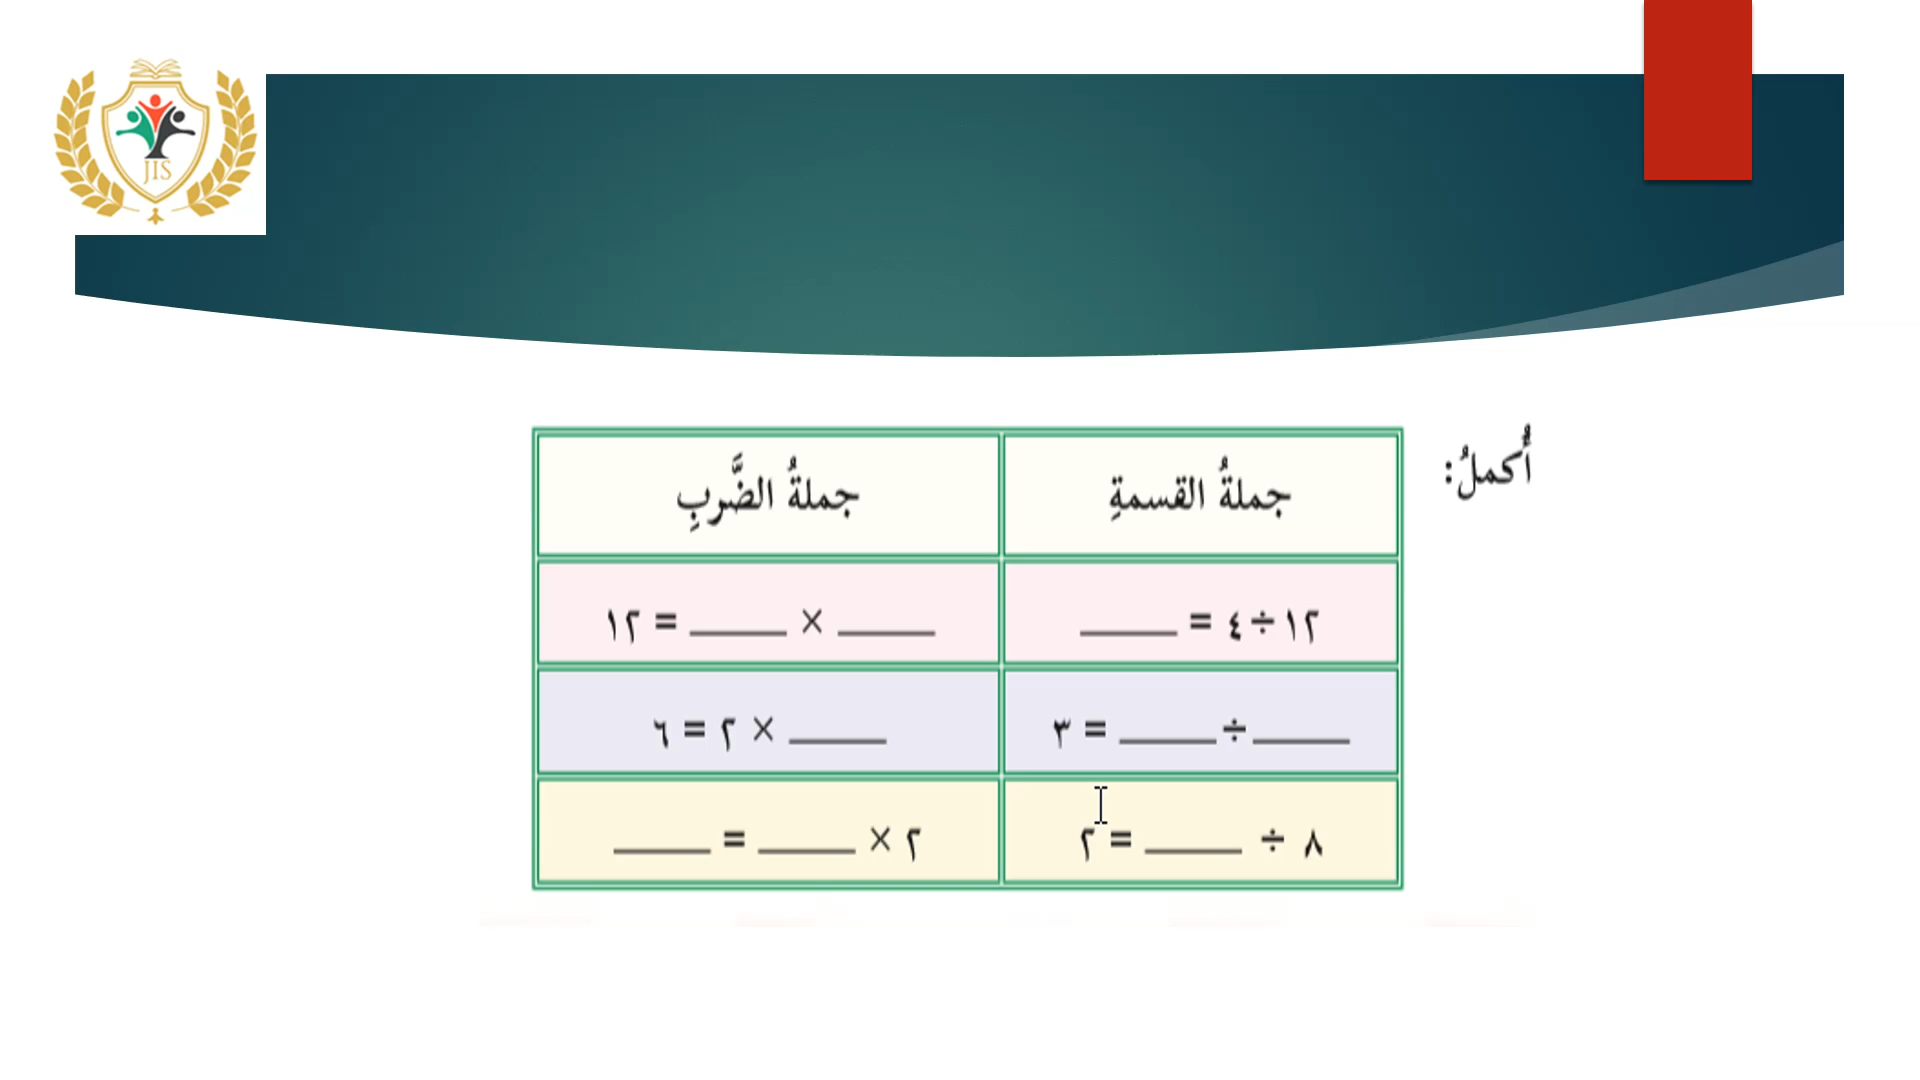 JIS
أُكملُ:
جملةُ القسمةِ
جملةُ الضَّربِ
١٢ ÷ ٤ = ____
____ × ____ = ١٢
____ ÷ ____ = ٣
____ × ٢ = ٦
٨ ÷ ____ = ٢
٢ × ____ = ____